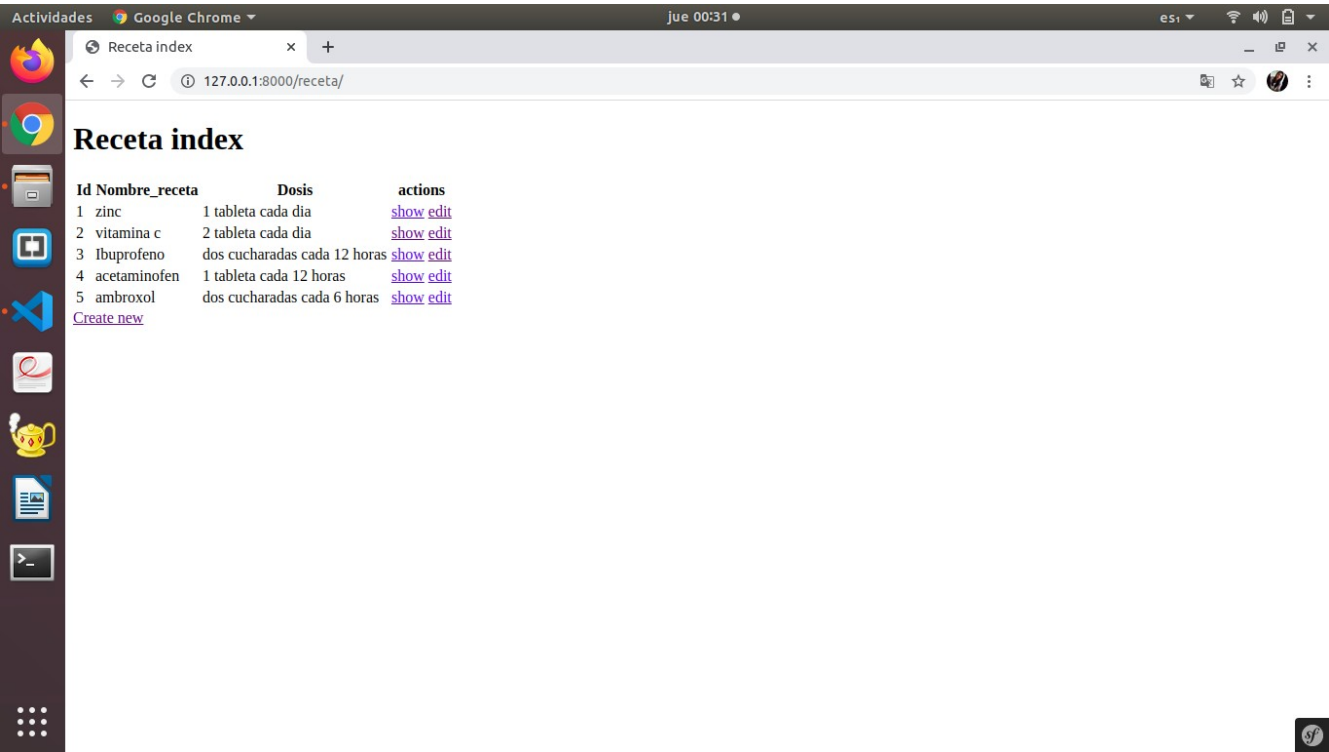 Actividades Google Chrome jue 00:31 es₁
Receta index
127.0.0.1:8000/receta/
Receta index
Id Nombre_receta Dosis actions
1 zinc 1 tableta cada dia show edit
2 vitamina c 2 tableta cada dia show edit
3 Ibuprofeno dos cucharadas cada 12 horas show edit
4 acetaminofen 1 tableta cada 12 horas show edit
5 ambroxol dos cucharadas cada 6 horas show edit
Create new
sf